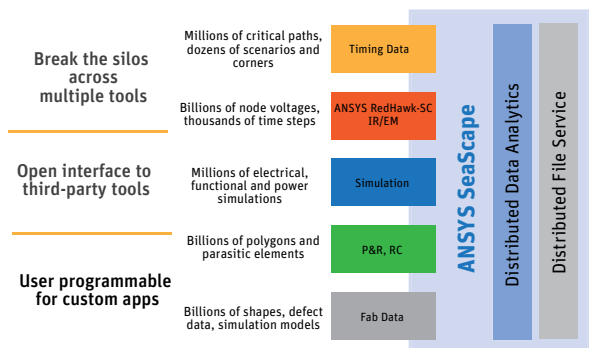 Break the silos
across
multiple tools
Open interface to
third-party tools
User programmable
for custom apps
Millions of critical paths,
dozens of scenarios and
corners
Timing Data
Billions of node voltages,
thousands of time steps
ANSYS RedHawk-SC
IR/EM
Millions of electrical,
functional and power
simulations
Simulation
Billions of polygons and
parasitic elements
P&R, RC
Billions of shapes, defect
data, simulation models
Fab Data
ANSYS SeaScape
Distributed Data Analytics
Distributed File Service